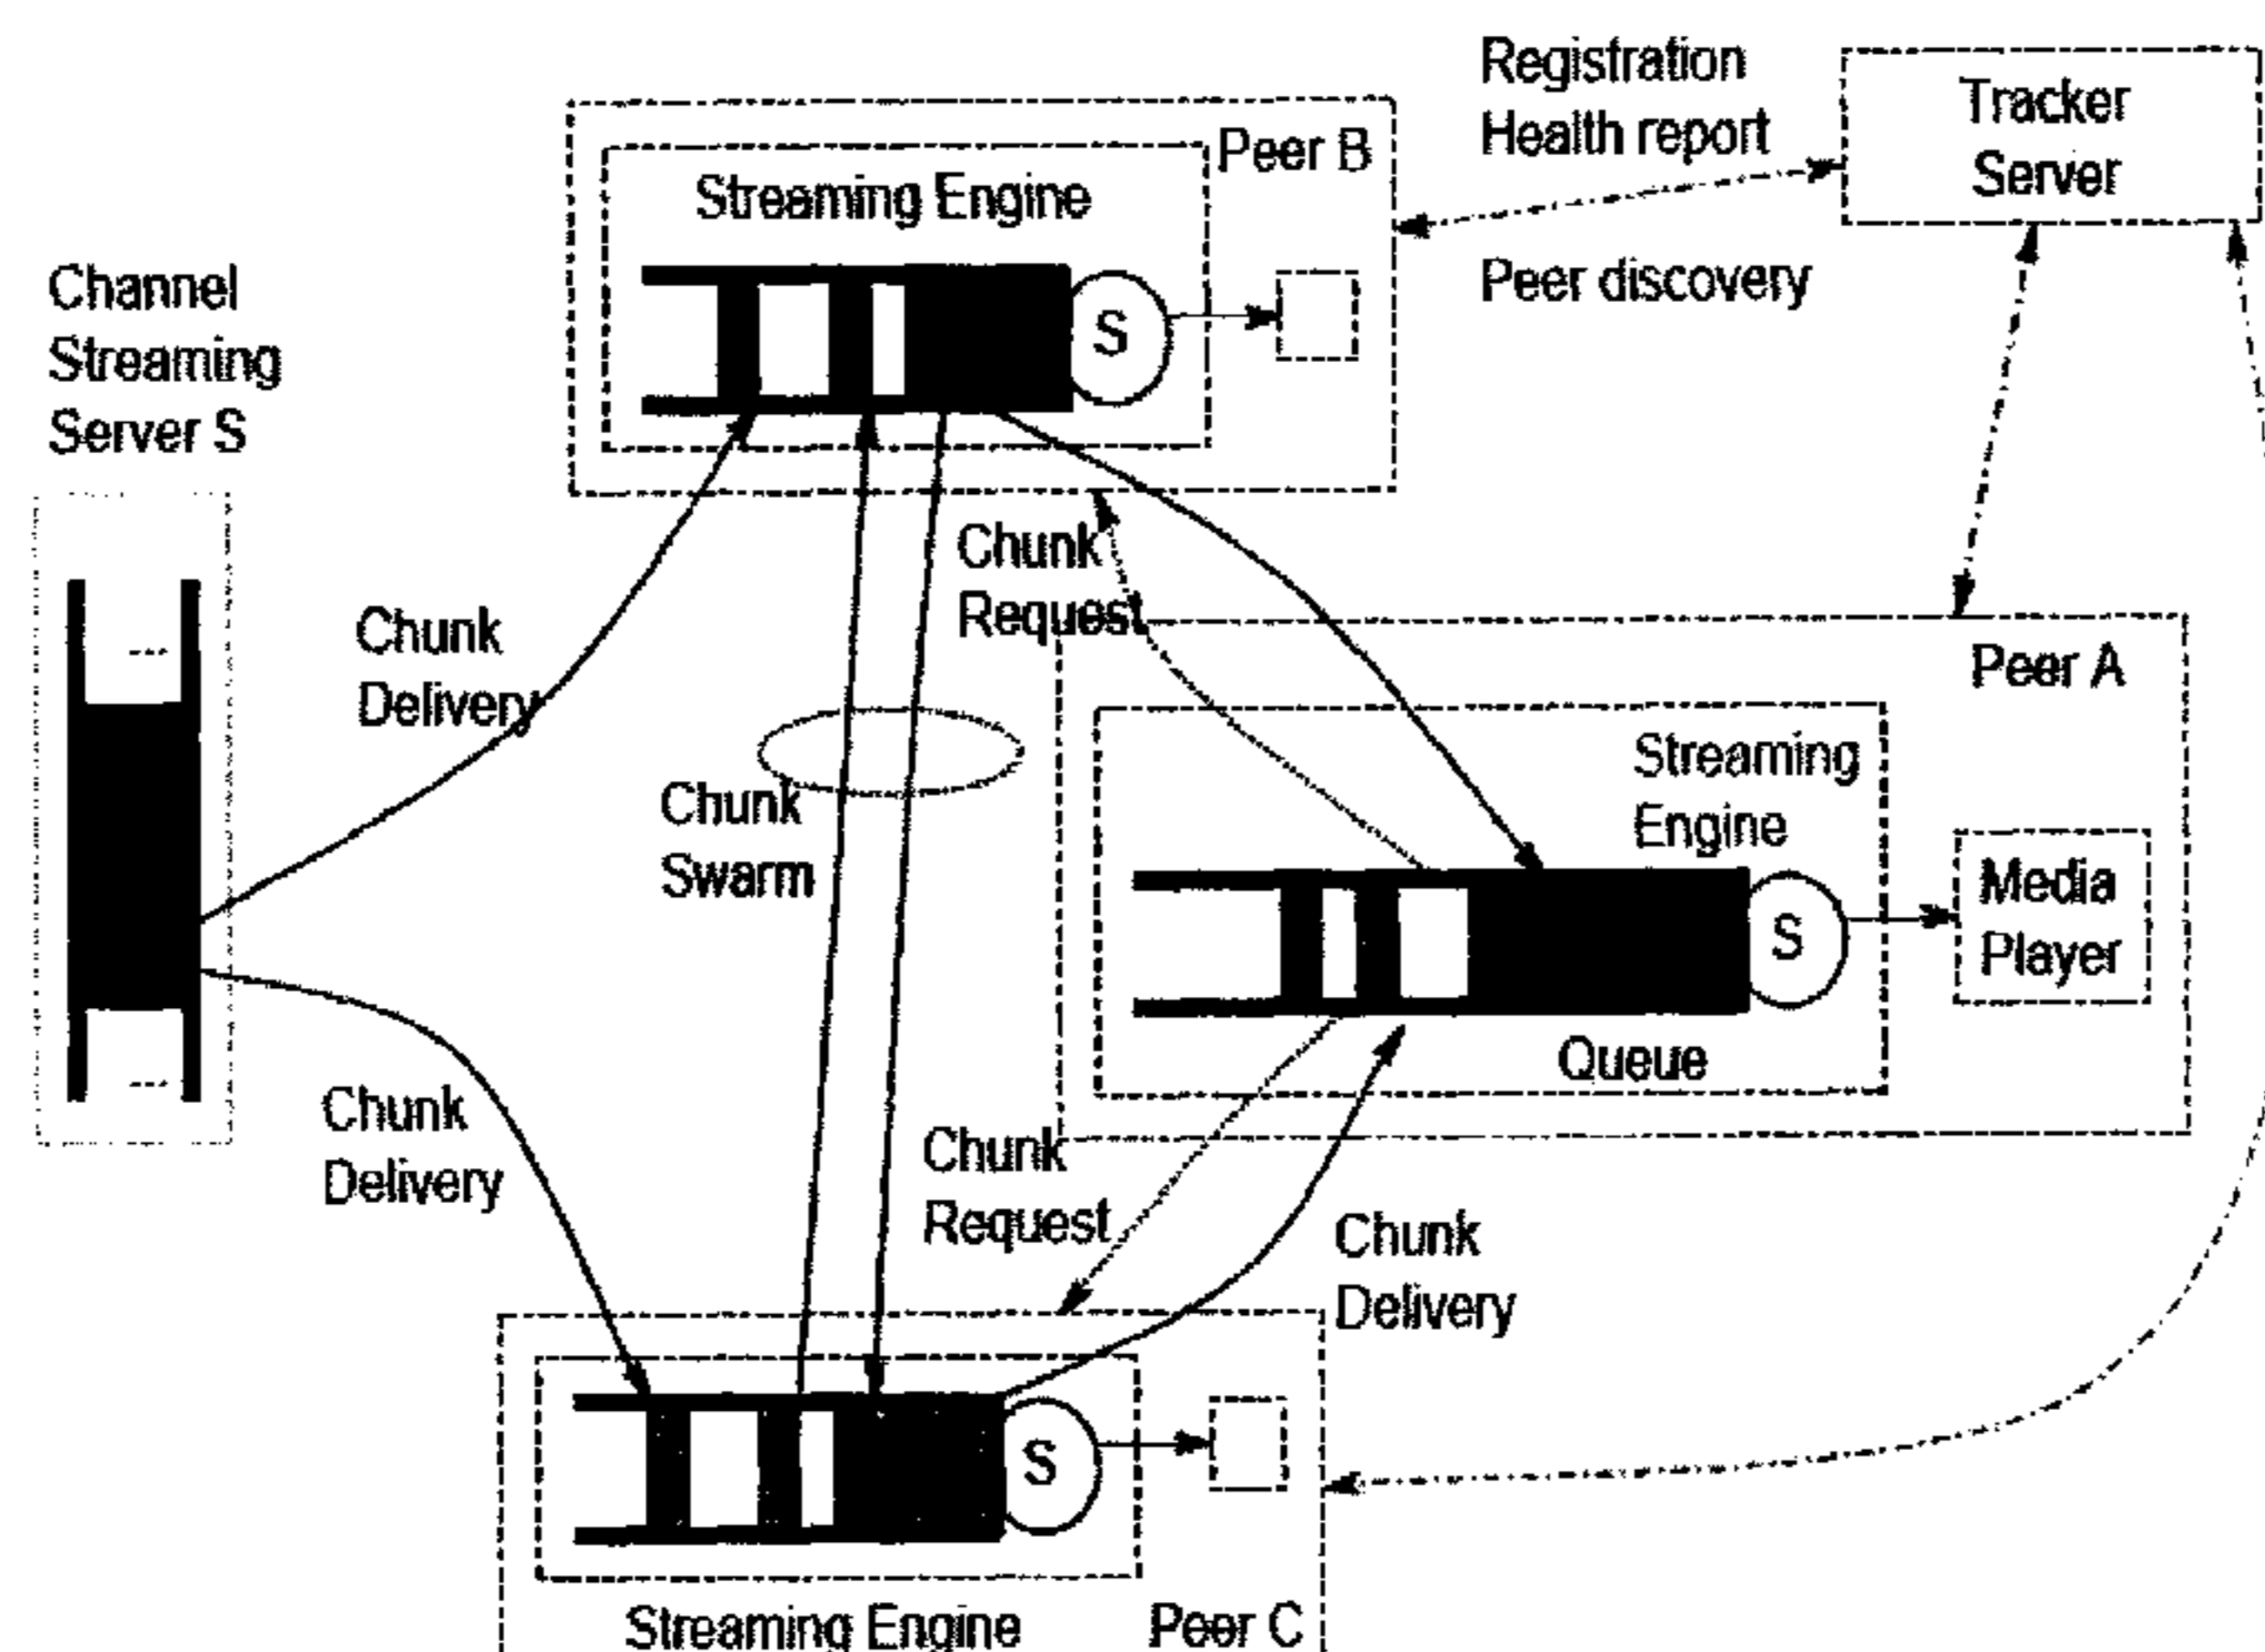 Registration
Health report
Tracker
Server
Peer B
Streaming Engine
S
Peer discovery
Channel
Streaming
Server S
Chunk
Request
Chunk
Delivery
Peer A
Streaming
Engine
Chunk
Swarm
Media
Player
S
Queue
Chunk
Delivery
Chunk
Request
Chunk
Delivery
S
Streaming Engine
Peer C